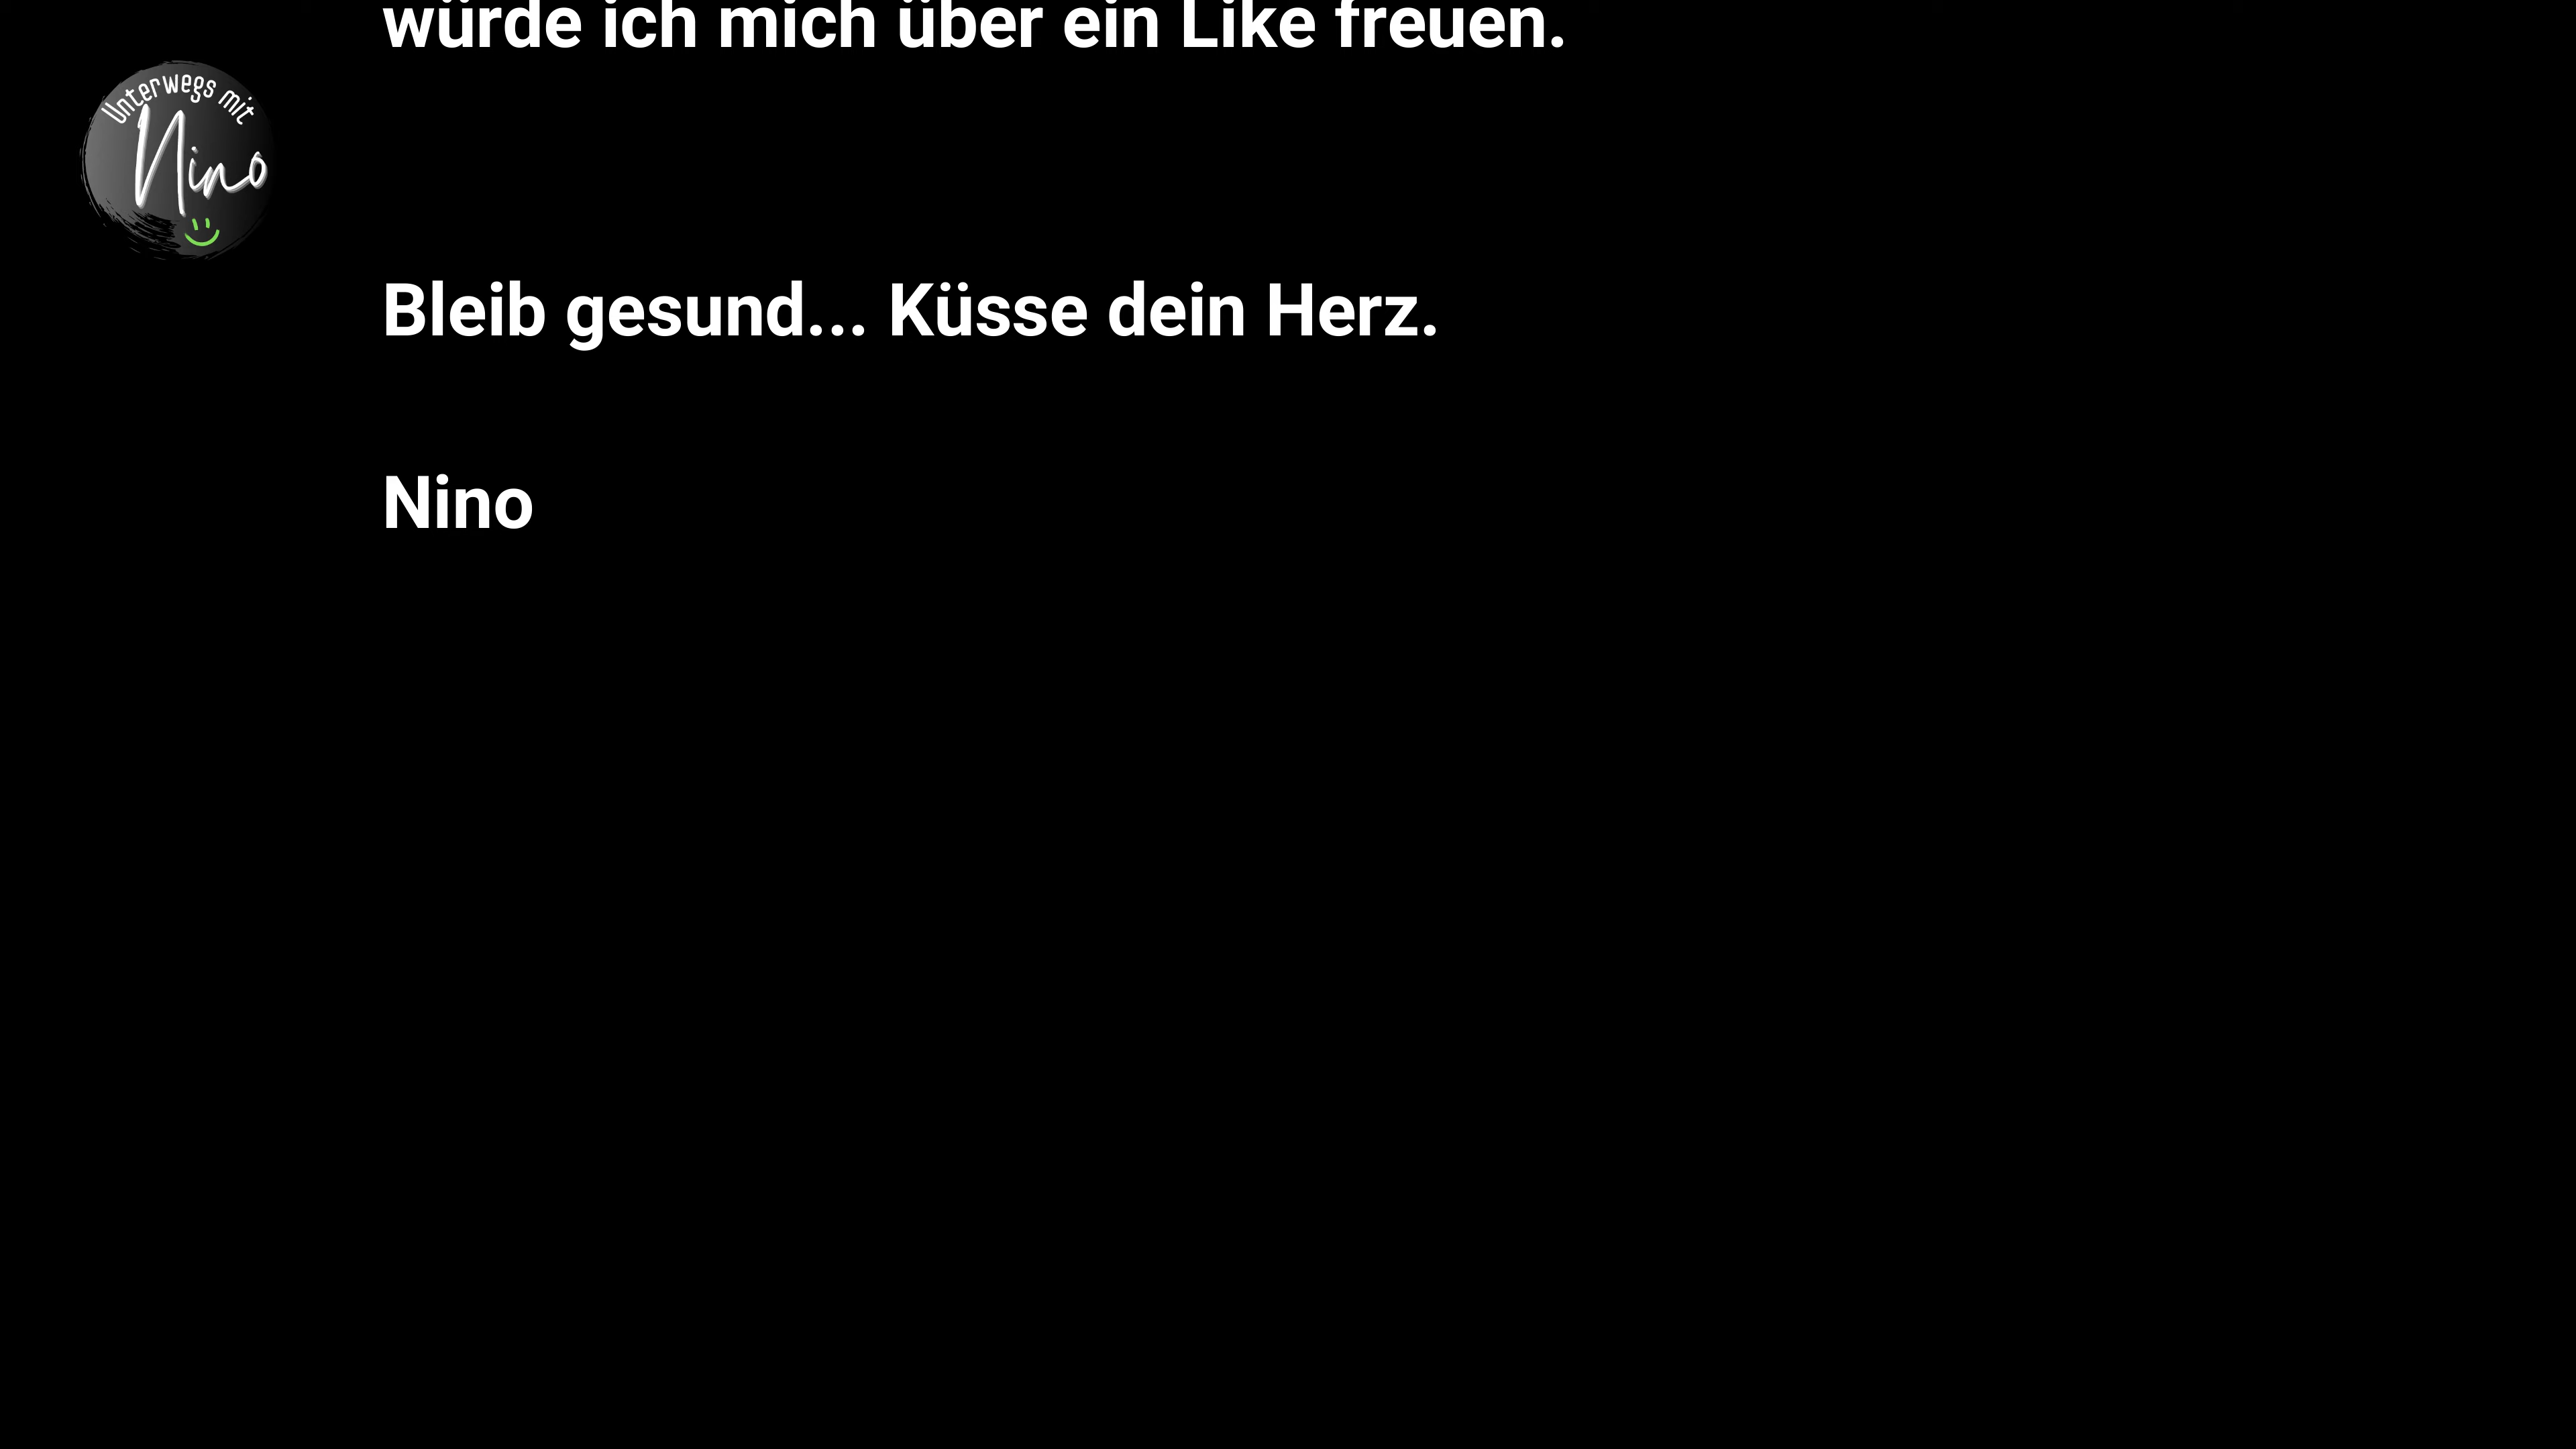 würde ich mich über ein Like freuen.
Unterwegs mit
Nino
Bleib gesund... Küsse dein Herz.
Nino